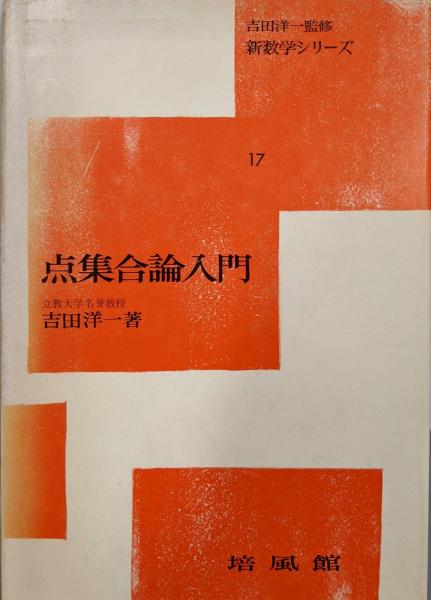 吉田洋一監修
新数学シリーズ
17
点集合論入門
立教大学名誉教授
吉田洋一著
培風館